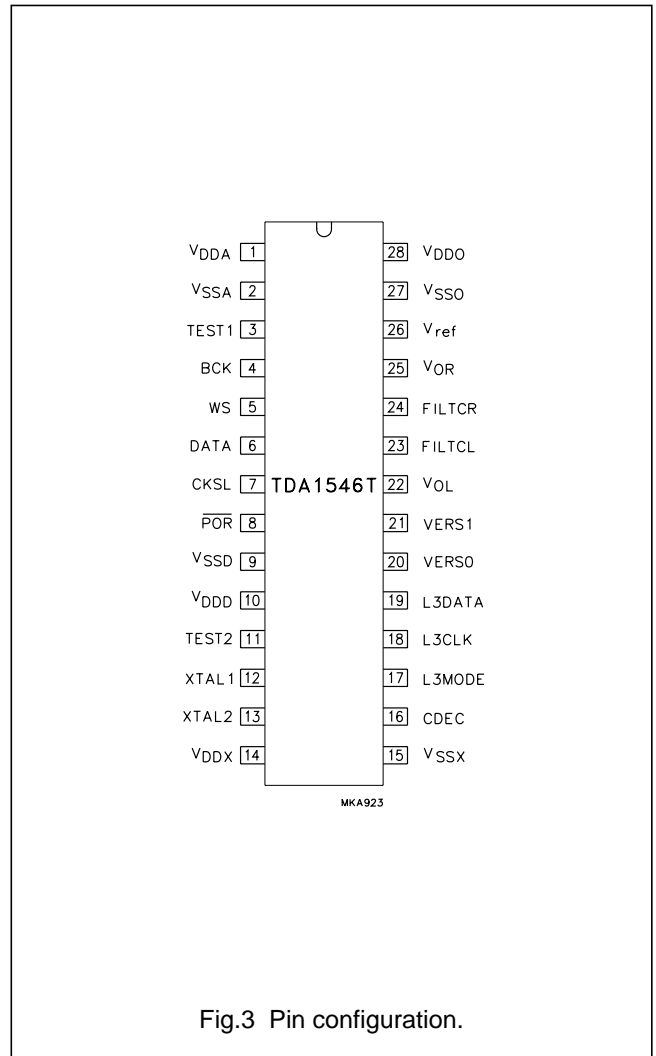 VDDA 1 28 VDDO
VSSA 2 27 VSSO
TEST1 3 26 Vref
BCK 4 25 VOR
WS 5 24 FILTCR
DATA 6 23 FILTCL
CKSL 7 TDA1546T 22 VOL
P̅O̅R̅ 8 21 VERS1
VSSD 9 20 VERS0
VDDD 10 19 L3DATA
TEST2 11 18 L3CLK
XTAL1 12 17 L3MODE
XTAL2 13 16 CDEC
VDDX 14 15 VSSX
MKA923
Fig.3 Pin configuration.